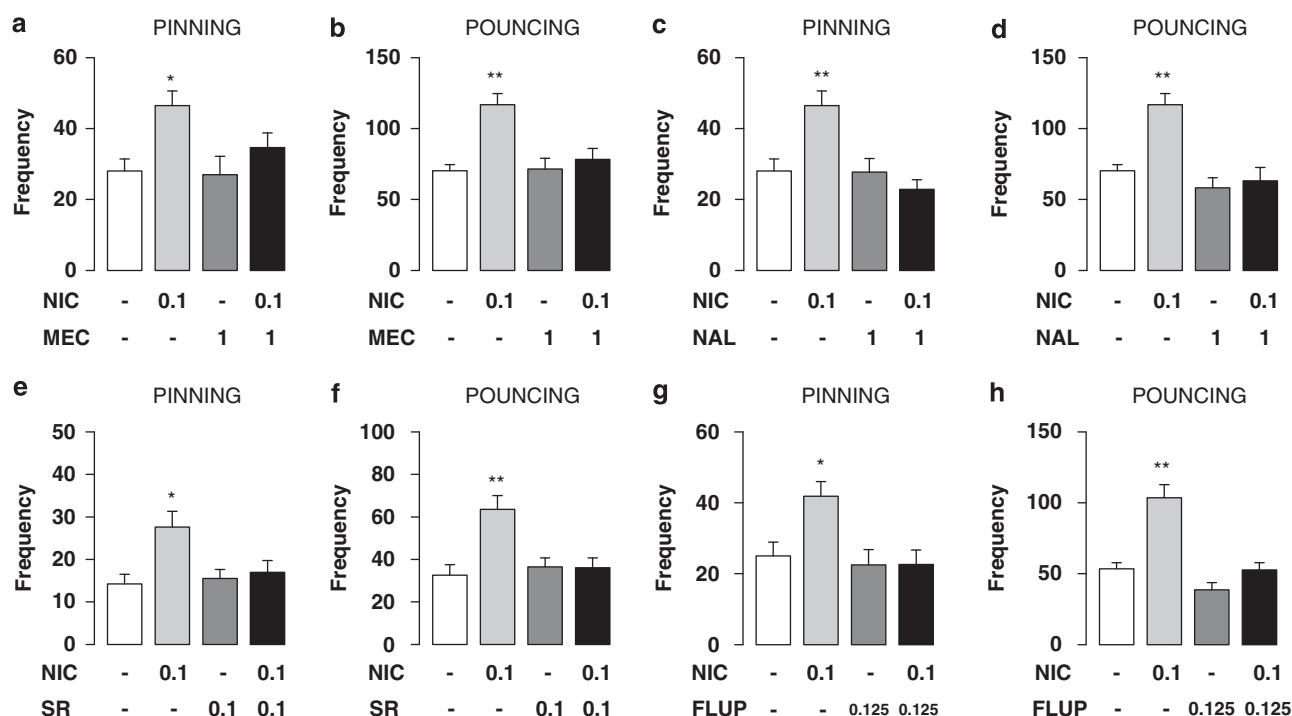 a PINNING
60
40
20
0
Frequency
*
NIC - 0.1 - 0.1
MEC - - 1 1
b POUNCING
150
100
50
0
Frequency
**
NIC - 0.1 - 0.1
MEC - - 1 1
c PINNING
60
40
20
0
Frequency
**
NIC - 0.1 - 0.1
NAL - - 1 1
d POUNCING
150
100
50
0
Frequency
**
NIC - 0.1 - 0.1
NAL - - 1 1
e PINNING
50
40
30
20
10
0
Frequency
*
NIC - 0.1 - 0.1
SR - - 0.1 0.1
f POUNCING
100
80
60
40
20
0
Frequency
**
NIC - 0.1 - 0.1
SR - - 0.1 0.1
g PINNING
60
40
20
0
Frequency
*
NIC - 0.1 - 0.1
FLUP - - 0.125 0.125
h POUNCING
150
100
50
0
Frequency
**
NIC - 0.1 - 0.1
FLUP - - 0.125 0.125